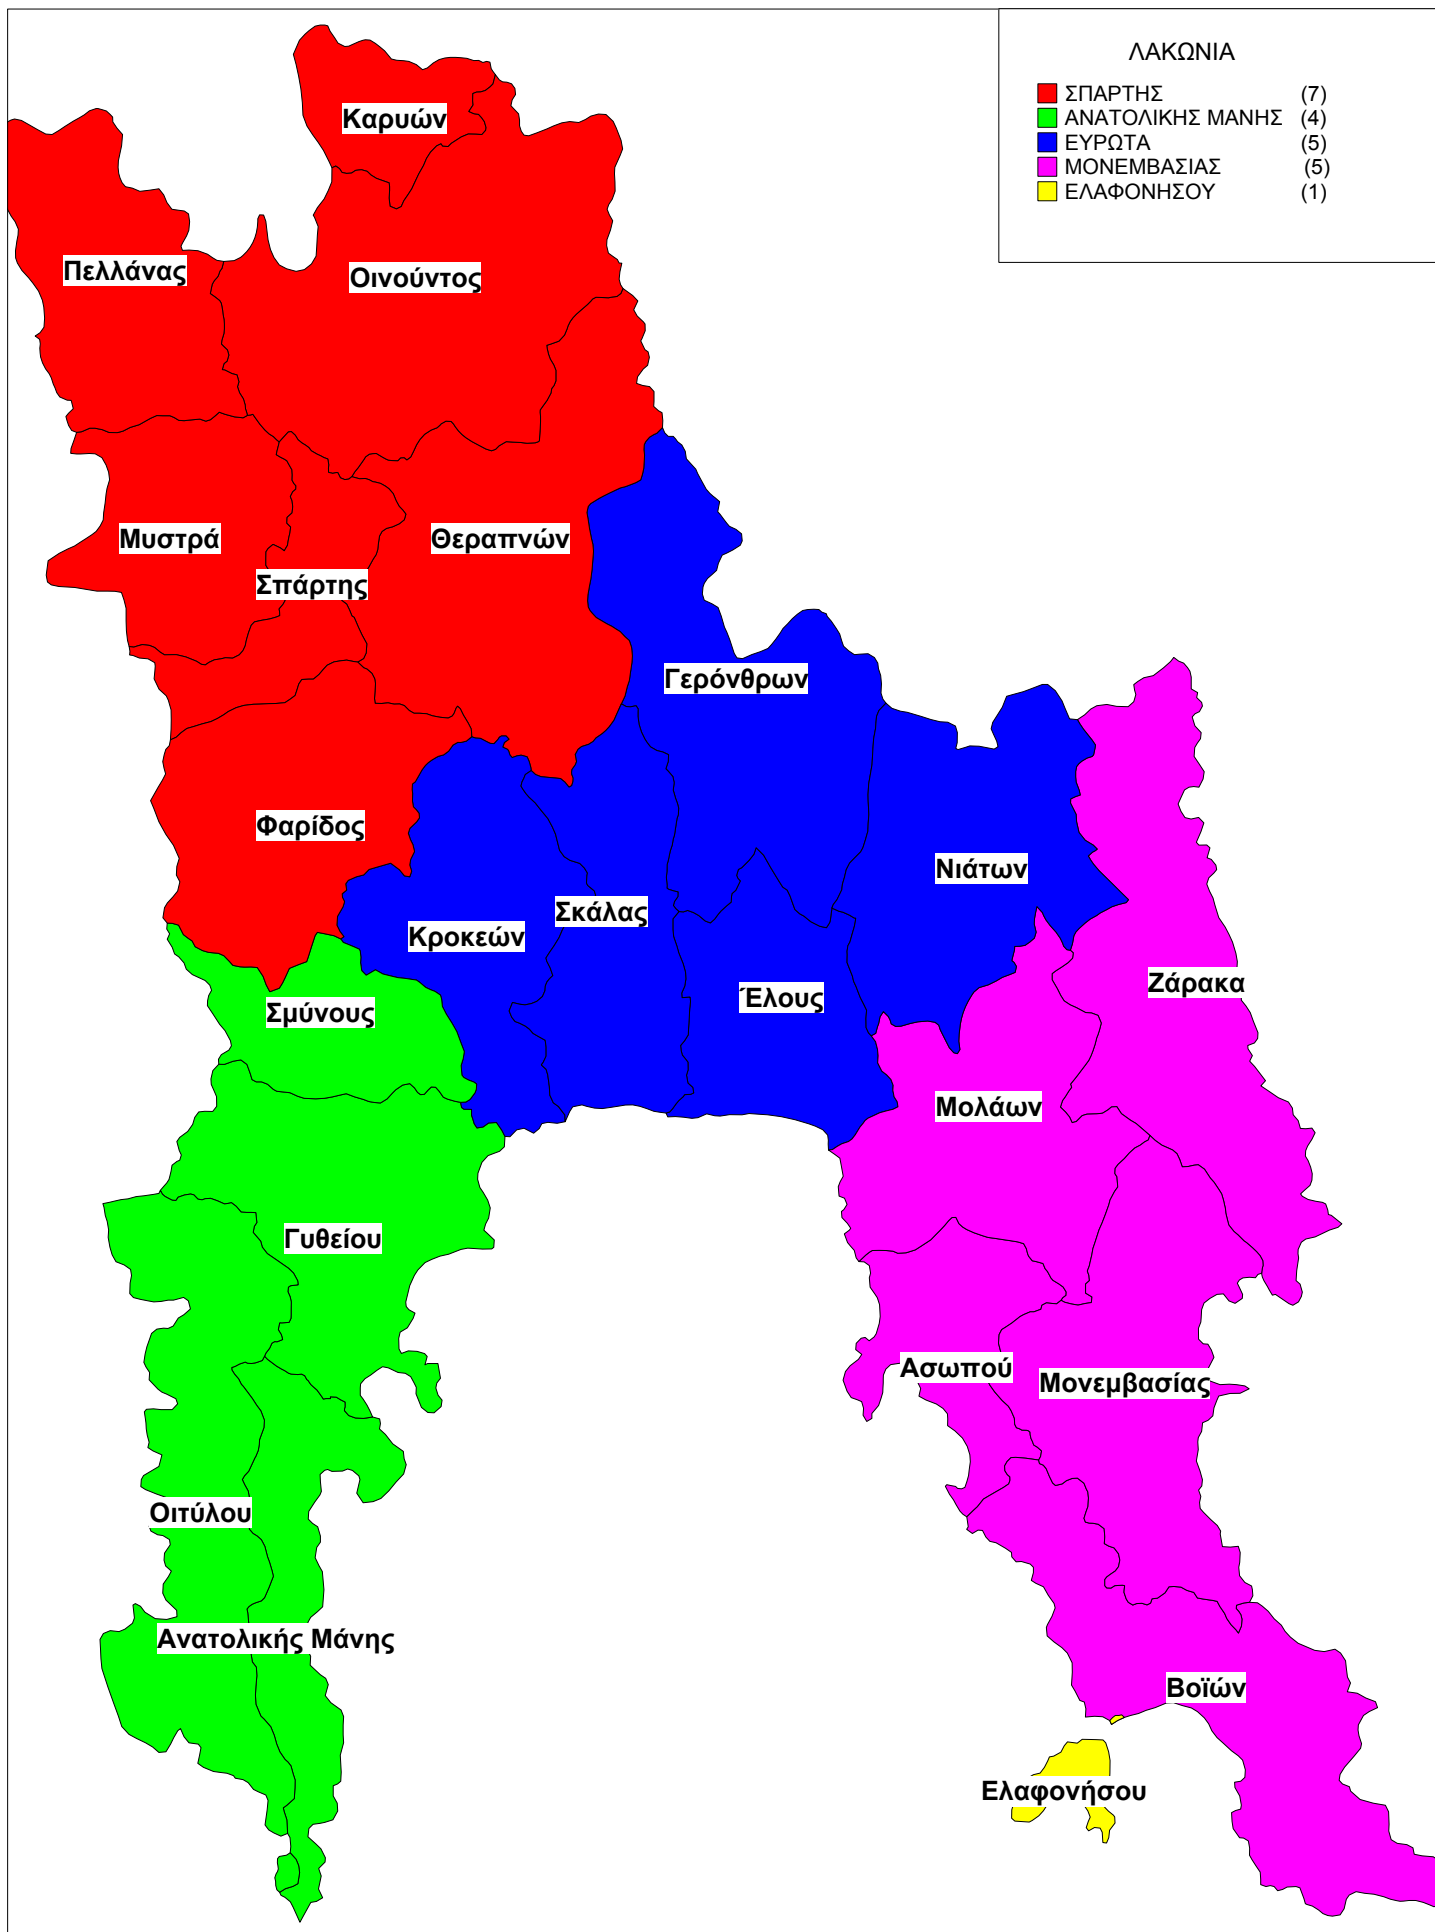 ΛΑΚΩΝΙΑ
ΣΠΑΡΤΗΣ (7)
ΑΝΑΤΟΛΙΚΗΣ ΜΑΝΗΣ (4)
ΕΥΡΩΤΑ (5)
ΜΟΝΕΜΒΑΣΙΑΣ (5)
ΕΛΑΦΟΝΗΣΟΥ (1)
Καρυών
Πελλάνας
Οινούντος
Μυστρά
Θεραπνών
Σπάρτης
Γερόνθρων
Φαρίδος
Νιάτων
Σκάλας
Κροκεών
Ζάρακα
Έλους
Σμύνους
Μολάων
Γυθείου
Ασωπού
Μονεμβασίας
Οιτύλου
Ανατολικής Μάνης
Βοϊών
Ελαφονήσου